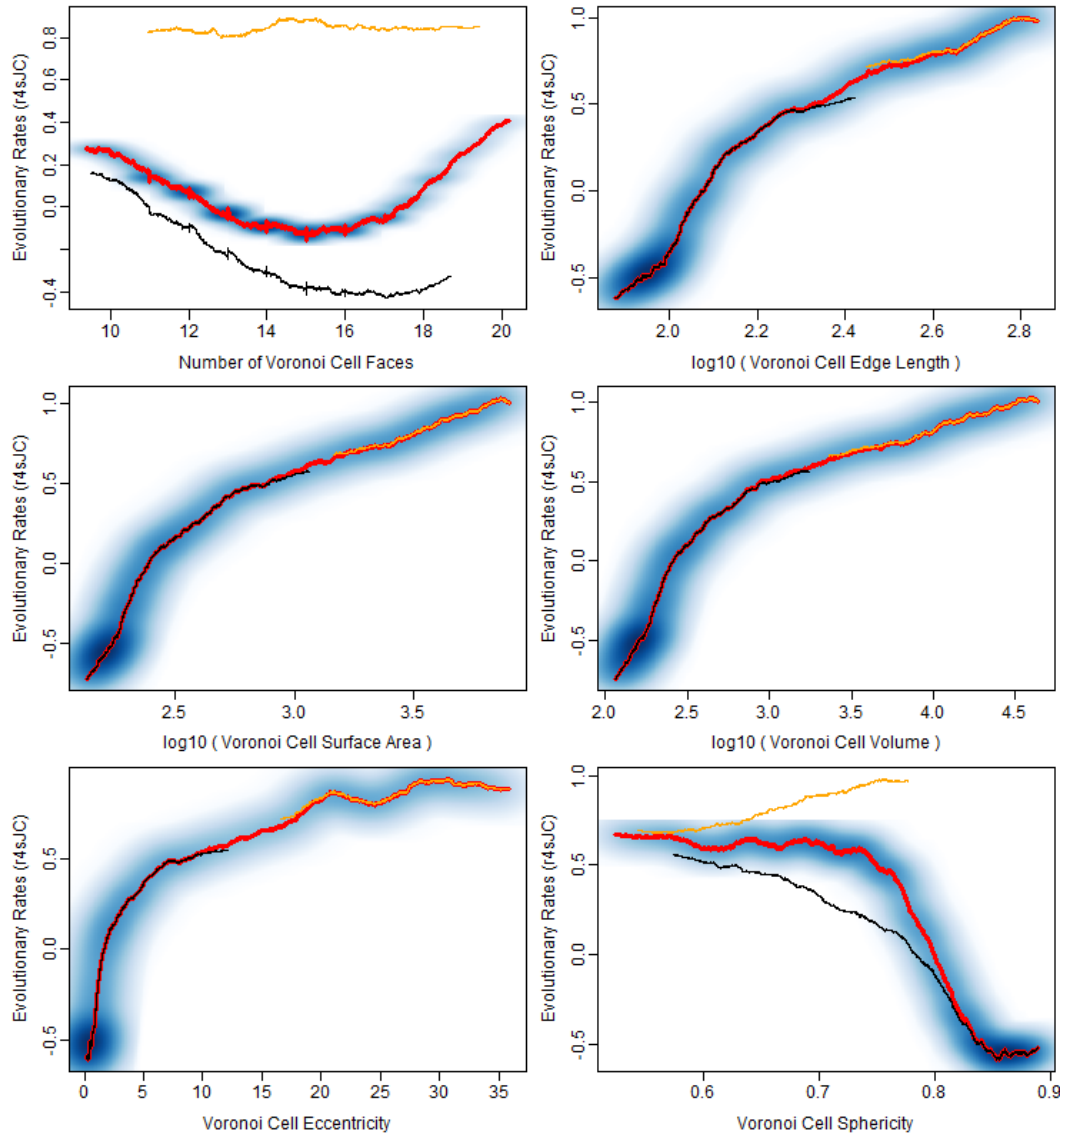 Evolutionary Rates (r4sJC)
-0.4 0.0 0.2 0.4 0.6 0.8
10 12 14 16 18 20
Number of Voronoi Cell Faces
Evolutionary Rates (r4sJC)
-0.5 0.0 0.5 1.0
2.0 2.2 2.4 2.6 2.8
log10 ( Voronoi Cell Edge Length )
Evolutionary Rates (r4sJC)
-0.5 0.0 0.5 1.0
2.5 3.0 3.5
log10 ( Voronoi Cell Surface Area )
Evolutionary Rates (r4sJC)
-0.5 0.0 0.5 1.0
2.0 2.5 3.0 3.5 4.0 4.5
log10 ( Voronoi Cell Volume )
Evolutionary Rates (r4sJC)
-0.5 0.0 0.5
0 5 10 15 20 25 30 35
Voronoi Cell Eccentricity
Evolutionary Rates (r4sJC)
-0.5 0.0 0.5 1.0
0.6 0.7 0.8 0.9
Voronoi Cell Sphericity